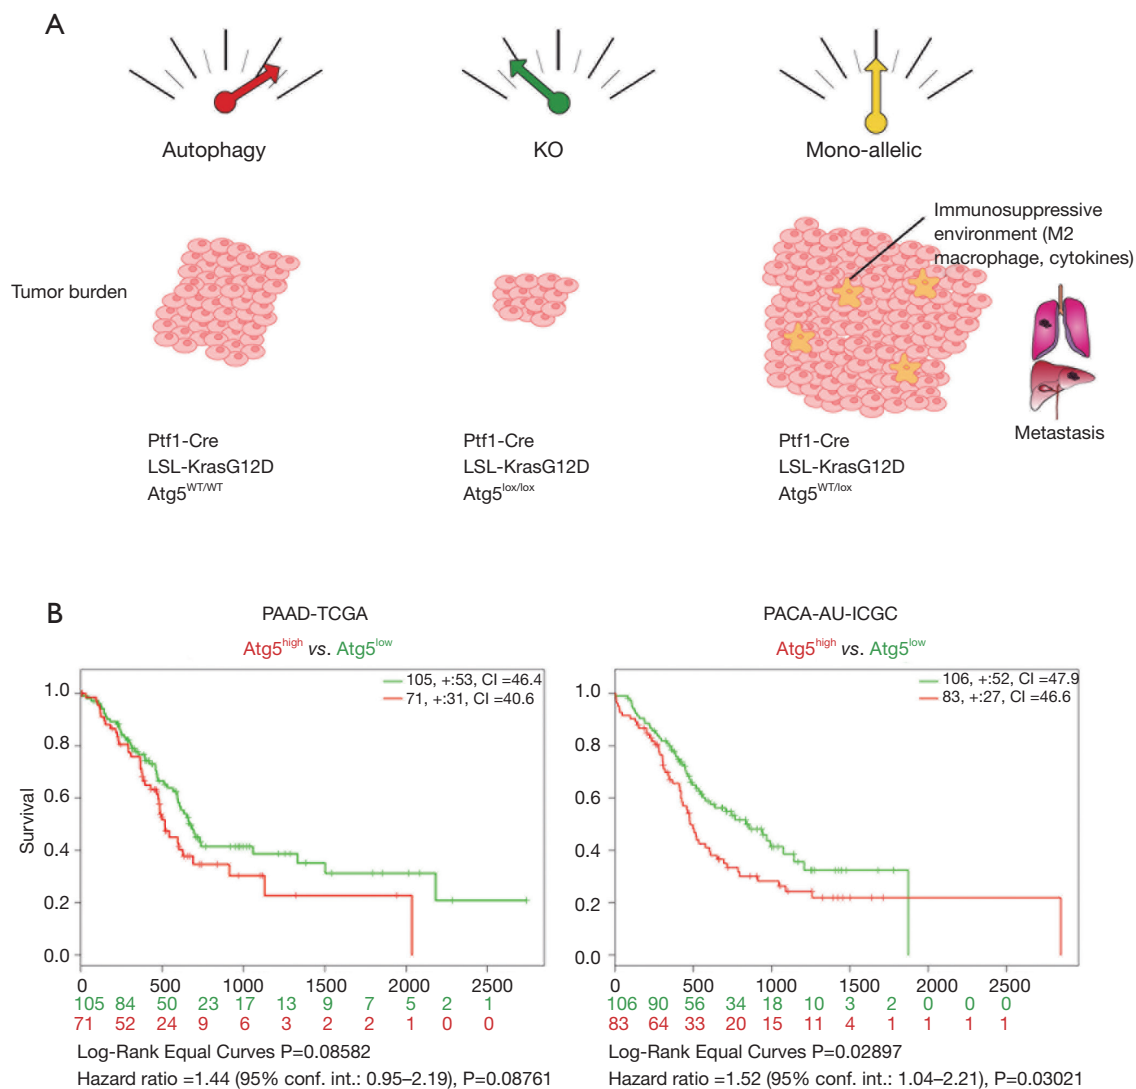 A
Autophagy
KO
Mono-allelic
Immunosuppressive
environment (M2
macrophage, cytokines)
Tumor burden
Metastasis
Ptf1-Cre
LSL-KrasG12D
Atg5WT/WT
Ptf1-Cre
LSL-KrasG12D
Atg5lox/lox
Ptf1-Cre
LSL-KrasG12D
Atg5WT/lox
B
PAAD-TCGA
Atg5high vs. Atg5low
105, +:53, CI =46.4
71, +:31, CI =40.6
Survival
1.0
0.8
0.6
0.4
0.2
0.0
0 500 1000 1500 2000 2500
105 84 50 23 17 13 9 7 5 2 1
71 52 24 9 6 3 2 2 1 0 0
Log-Rank Equal Curves P=0.08582
Hazard ratio =1.44 (95% conf. int.: 0.95–2.19), P=0.08761
PACA-AU-ICGC
Atg5high vs. Atg5low
106, +:52, CI =47.9
83, +:27, CI =46.6
1.0
0.8
0.6
0.4
0.2
0.0
0 500 1000 1500 2000 2500
106 90 56 34 18 10 3 2 0 0 0
83 64 33 20 15 11 4 1 1 1 1
Log-Rank Equal Curves P=0.02897
Hazard ratio =1.52 (95% conf. int.: 1.04–2.21), P=0.03021